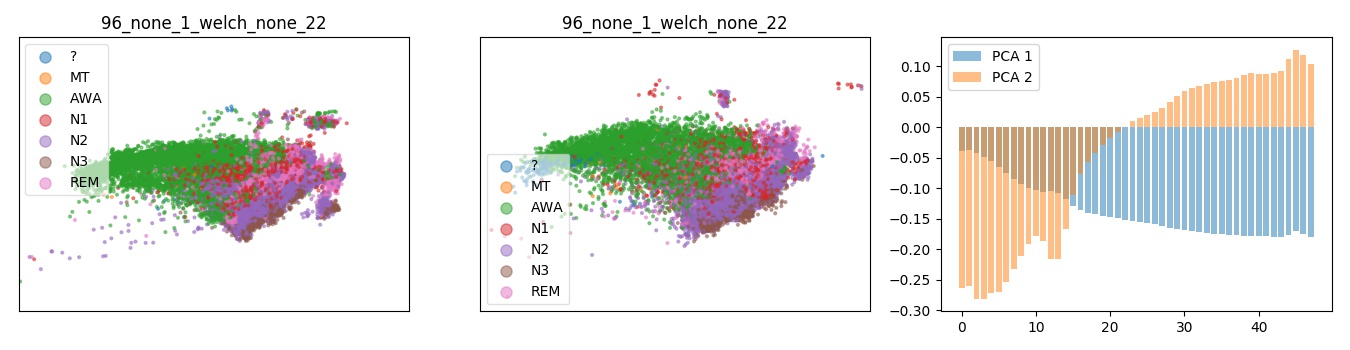 96_none_1_welch_none_22
?
MT
AWA
N1
N2
N3
REM
96_none_1_welch_none_22
?
MT
AWA
N1
N2
N3
REM
PCA 1
PCA 2
0.10
0.05
0.00
−0.05
−0.10
−0.15
−0.20
−0.25
−0.30
0 10 20 30 40